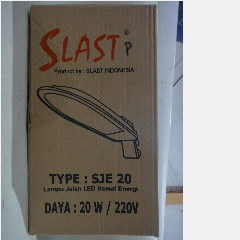 SLAST® P
Product by : SLAST INDONESIA
TYPE : SJE 20
Lampu Jalan LED Hemat Energi
DAYA : 20 W / 220V